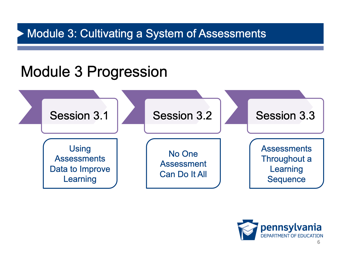 Module 3: Cultivating a System of Assessments
Module 3 Progression
Session 3.1
Session 3.2
Session 3.3
Using
Assessments
Data to Improve
Learning
No One
Assessment
Can Do It All
Assessments
Throughout a
Learning
Sequence
pennsylvania
DEPARTMENT OF EDUCATION
6